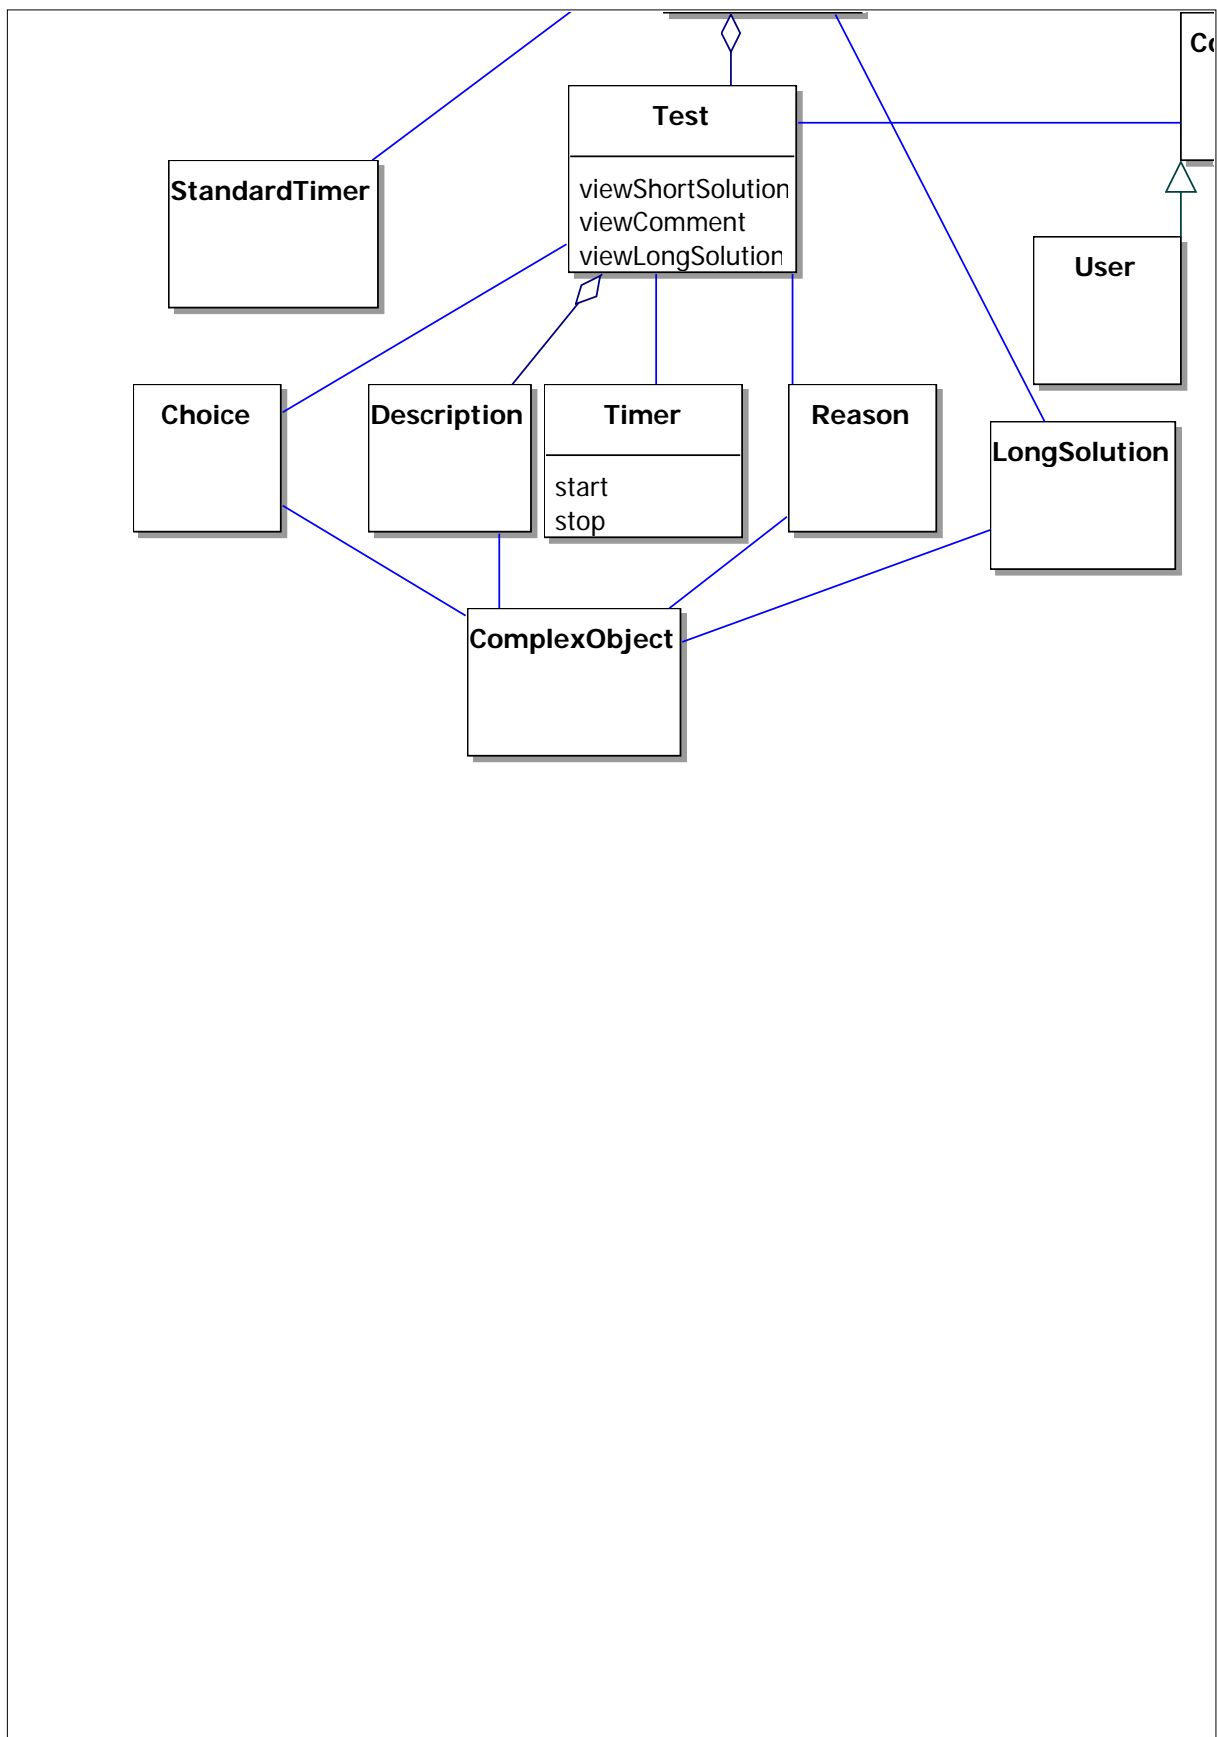 Test
viewShortSolution
viewComment
viewLongSolution
StandardTimer
User
Choice
Description
Timer
start
stop
Reason
LongSolution
ComplexObject